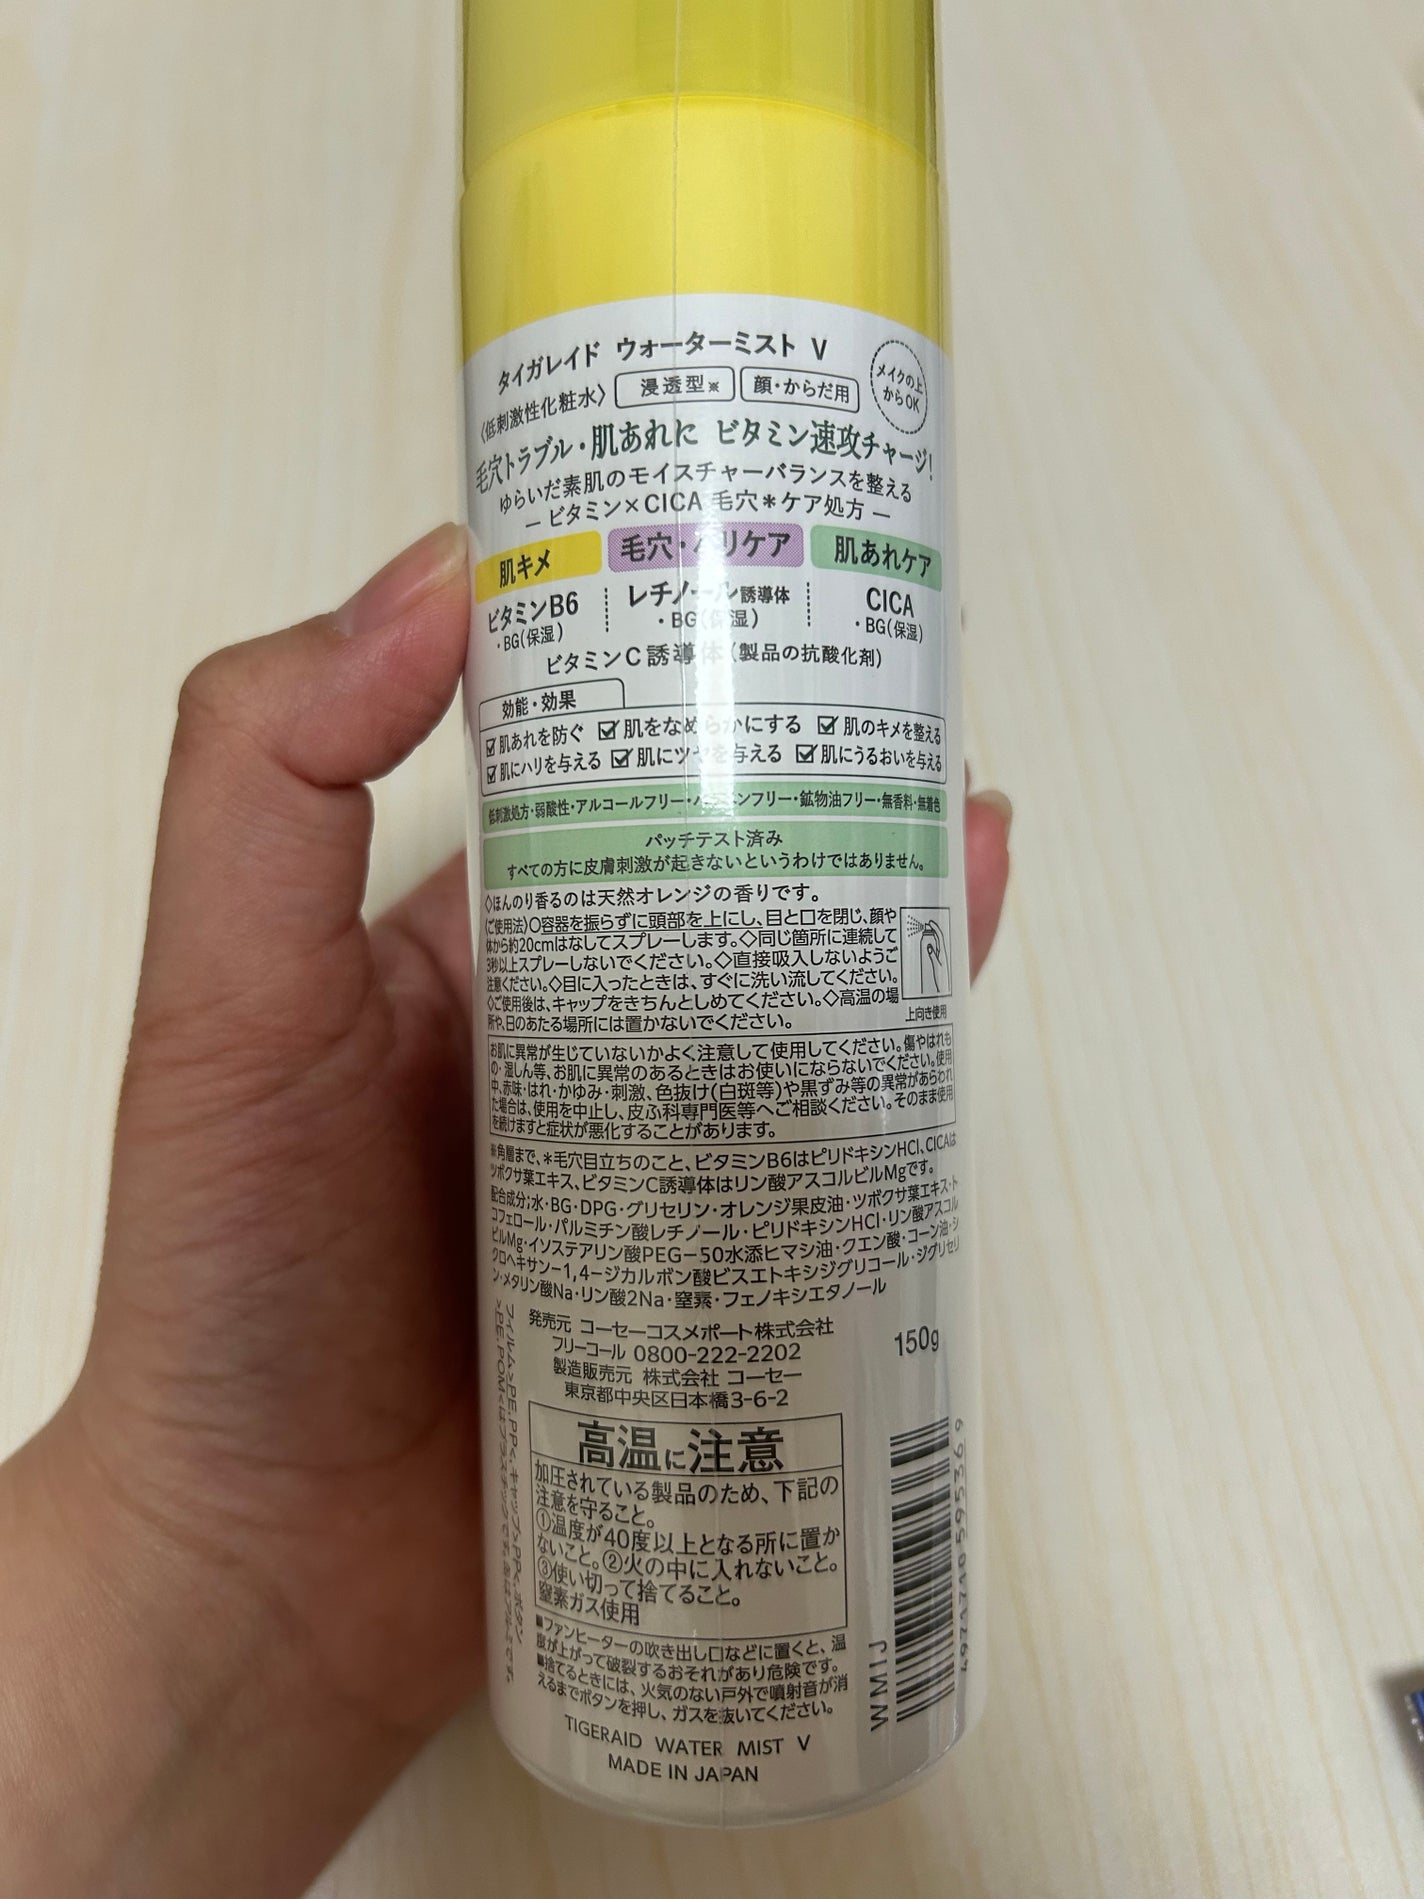 タイガレイド ウォーターミスト V
メイクの上
からOK
〈低刺激性化粧水〉 浸透型※ 顔・からだ用
毛穴トラブル・肌あれに ビタミン速攻チャージ!
ゆらいだ素肌のモイスチャーバランスを整える
― ビタミン×CICA 毛穴＊ケア処方 ―
肌キメ 毛穴・ハリケア 肌あれケア
ビタミンB6 レチノール誘導体 CICA
・BG(保湿) ・BG(保湿) ・BG(保湿)
ビタミンC誘導体(製品の抗酸化剤)
効能・効果
☑肌あれを防ぐ ☑肌をなめらかにする ☑肌のキメを整える
☑肌にハリを与える ☑肌にツヤを与える ☑肌にうるおいを与える
低刺激処方・弱酸性・アルコールフリー・パラベンフリー・鉱物油フリー・無香料・無着色
パッチテスト済み
すべての方に皮膚刺激が起きないというわけではありません。
◇ほんのり香るのは天然オレンジの香りです。
〈ご使用法〉○容器を振らずに頭部を上にし、目と口を閉じ、顔や
体から約20cmはなしてスプレーします。◇同じ箇所に連続して
3秒以上スプレーしないでください。◇直接吸入しないようご
注意ください。◇目に入ったときは、すぐに洗い流してください。
◇ご使用後は、キャップをきちんとしめてください。◇高温の場
所や、日のあたる場所には置かないでください。
上向き使用
お肌に異常が生じていないかよく注意して使用してください。傷やはれも
の・湿しん等、お肌に異常のあるときはお使いにならないでください。使用
中、赤味・はれ・かゆみ・刺激、色抜け(白斑等)や黒ずみ等の異常があらわれ
た場合は、使用を中止し、皮ふ科専門医等へご相談ください。そのまま使用
を続けますと症状が悪化することがあります。
※角層まで、＊毛穴目立ちのこと、ビタミンB6はピリドキシンHCl、CICAは
ツボクサ葉エキス、ビタミンC誘導体はリン酸アスコルビルMgです。
配合成分;水・BG・DPG・グリセリン・オレンジ果皮油・ツボクサ葉エキス・ト
コフェロール・パルミチン酸レチノール・ピリドキシンHCl・リン酸アスコル
ビルMg・イソステアリン酸PEG−50水添ヒマシ油・クエン酸・コーン油・シ
クロヘキサン−1,4−ジカルボン酸ビスエトキシジグリコール・ジグリセリ
ン・メタリン酸Na・リン酸2Na・窒素・フェノキシエタノール
発売元 コーセーコスメポート株式会社
フリーコール 0800-222-2202
製造販売元 株式会社 コーセー
東京都中央区日本橋3-6-2
150g
高温に注意
加圧されている製品のため、下記の
注意を守ること。
①温度が40度以上となる所に置か
ないこと。②火の中に入れないこと。
③使い切って捨てること。
窒素ガス使用
■ファンヒーターの吹き出し口などに置くと、温
度が上がって破裂するおそれがあり危険です。
■捨てるときには、火気のない戸外で噴射音が消
えるまでボタンを押し、ガスを抜いてください。
TIGERAID WATER MIST V
MADE IN JAPAN
WM1J